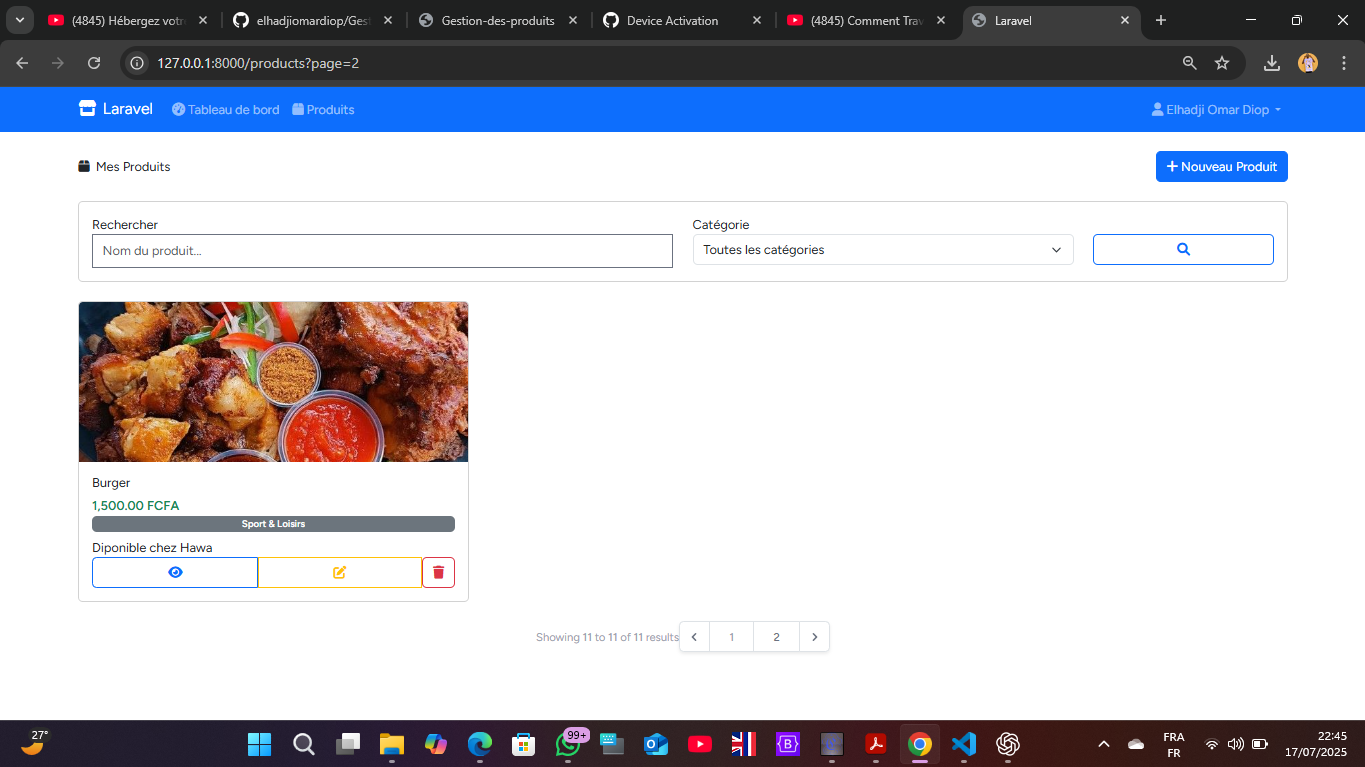 (4845) Hébergez votre
elhadjiomardiop/Gest
Gestion-des-produits
Device Activation
(4845) Comment Trav
Laravel
127.0.0.1:8000/products?page=2
Laravel
Tableau de bord
Produits
Elhadji Omar Diop
Mes Produits
Nouveau Produit
Rechercher
Catégorie
Nom du produit...
Toutes les catégories
Burger
1,500.00 FCFA
Sport & Loisirs
Diponible chez Hawa
Showing 11 to 11 of 11 results
1
2
27°
99+
FRA
FR
22:45
17/07/2025